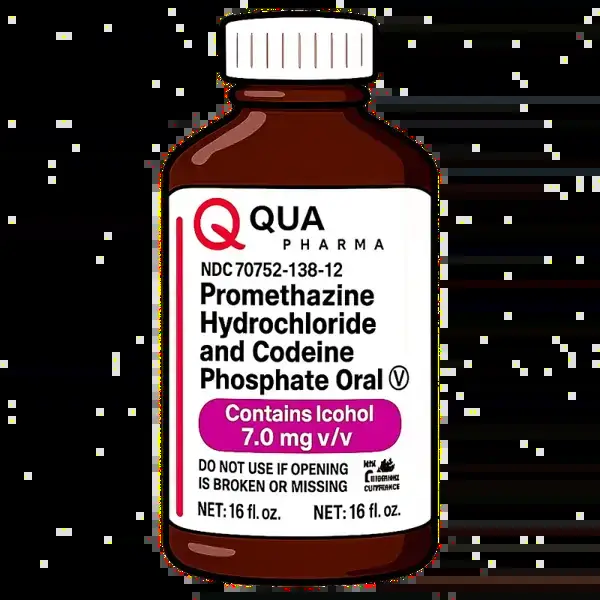 Q QUA
PHARMA
NDC 70752-138-12
Promethazine
Hydrochloride
and Codeine
Phosphate Oral Ⓥ
Contains Icohol
7.0 mg v/v
DO NOT USE IF OPENING
IS BROKEN OR MISSING
NET: 16 fl. oz. NET: 16 fl. oz.